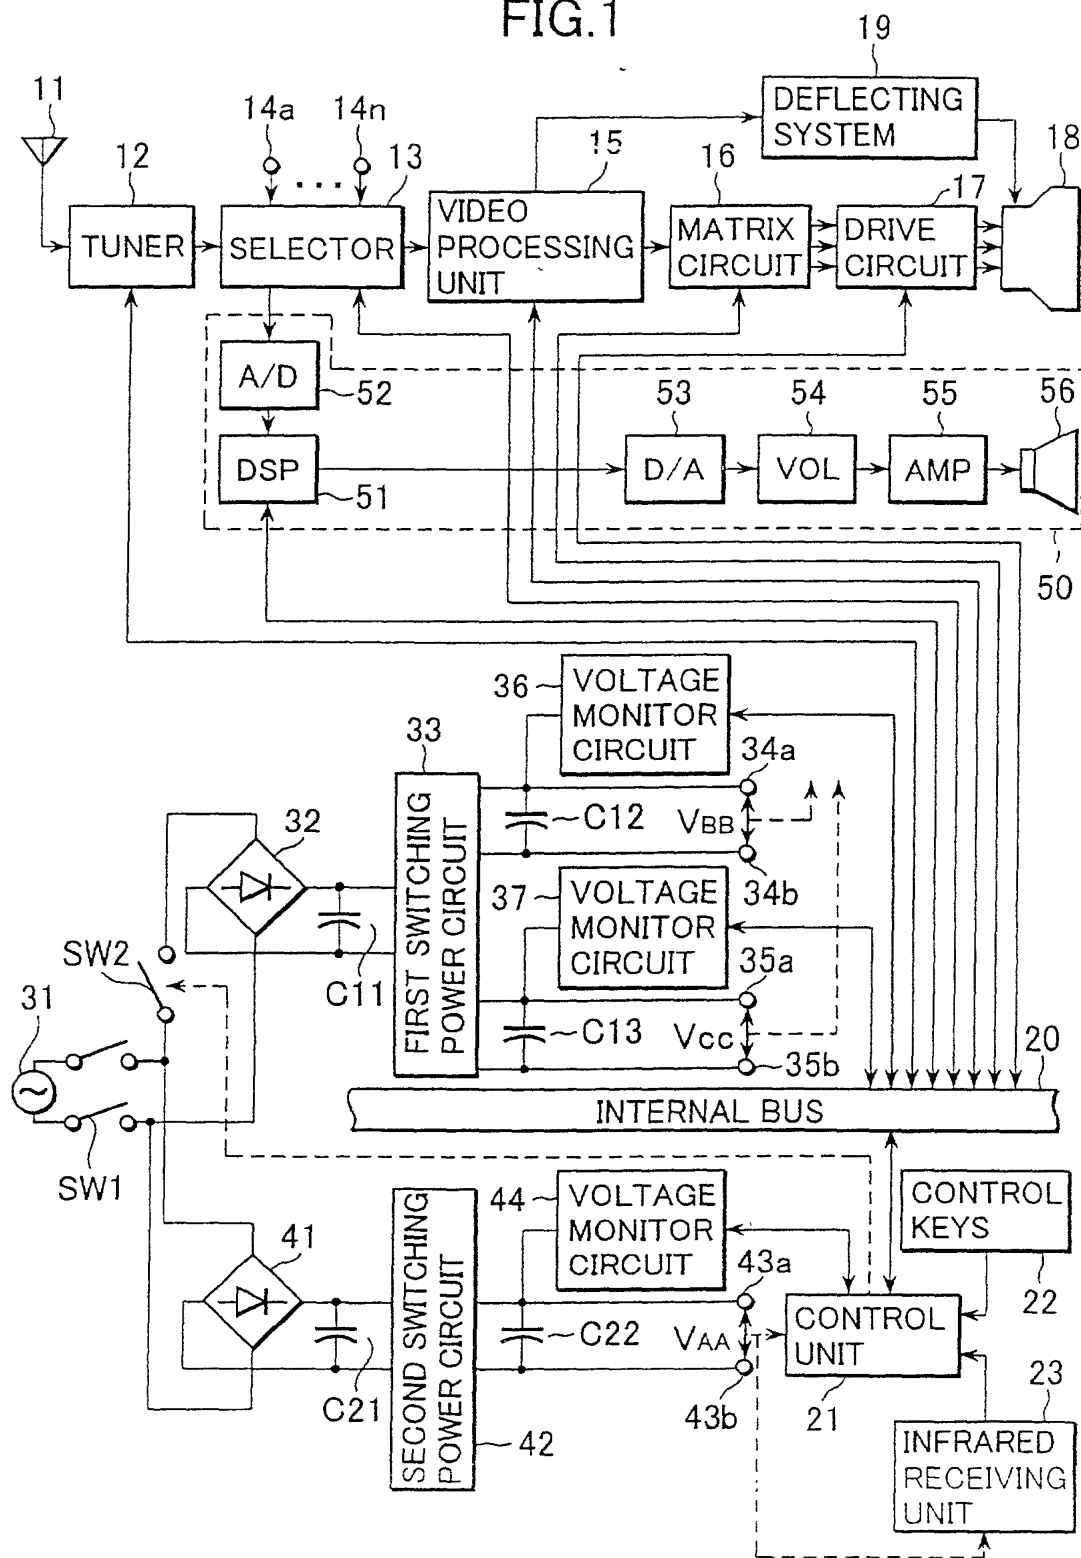 FIG.1
19
11
14a
14n
DEFLECTING
SYSTEM
12
13
15
16
17
18
TUNER
SELECTOR
VIDEO
PROCESSING
UNIT
MATRIX
CIRCUIT
DRIVE
CIRCUIT
A/D
52
53
54
55
56
DSP
51
D/A
VOL
AMP
50
36
VOLTAGE
MONITOR
CIRCUIT
33
34a
32
FIRST SWITCHING
POWER CIRCUIT
C12
VBB
34b
37
VOLTAGE
MONITOR
CIRCUIT
SW2
C11
35a
31
C13
VCC
35b
20
INTERNAL BUS
SW1
44
VOLTAGE
MONITOR
CIRCUIT
CONTROL
KEYS
41
SECOND SWITCHING
POWER CIRCUIT
43a
22
C22
VAA
CONTROL
UNIT
C21
43b
21
23
42
INFRARED
RECEIVING
UNIT